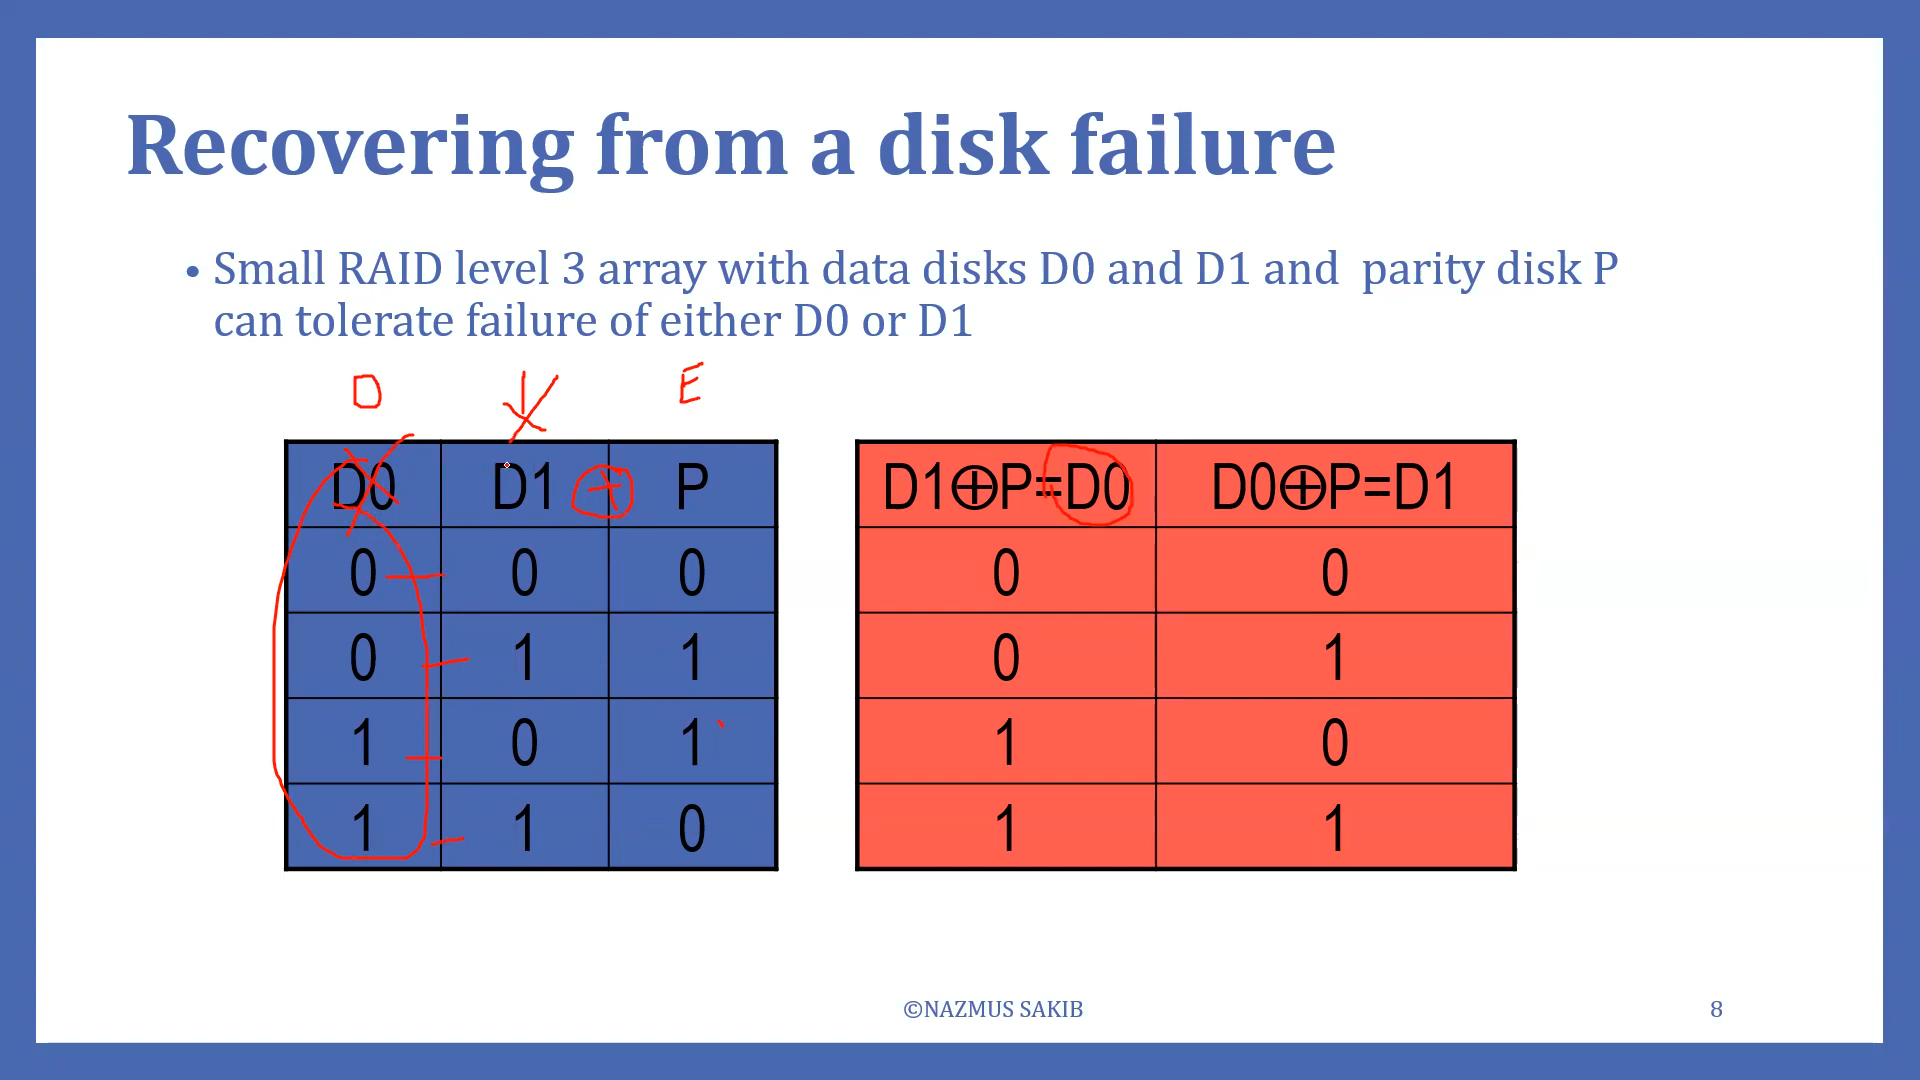 Recovering from a disk failure
• Small RAID level 3 array with data disks D0 and D1 and parity disk P
can tolerate failure of either D0 or D1
D E
D0 D1 + P D1⊕P=D0 D0⊕P=D1
0 0 0 0 0
0 1 1 0 1
1 0 1 1 0
1 1 0 1 1
©NAZMUS SAKIB 8